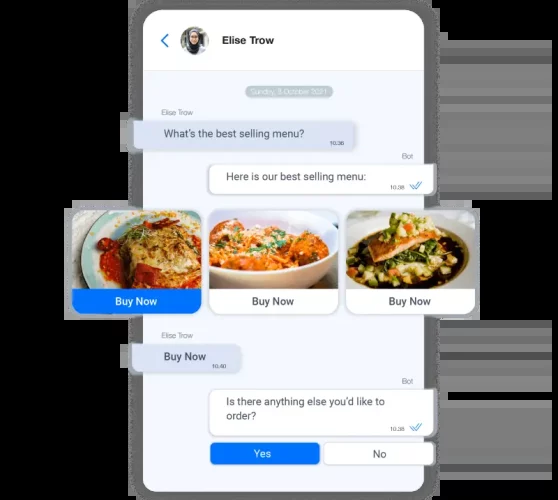 Elise Trow
Sunday, 3 October 2021
Elise Trow
What's the best selling menu?
10.36
Bot
Here is our best selling menu:
10.38
Buy Now
Buy Now
Buy Now
Elise Trow
Buy Now
10.40
Bot
Is there anything else you'd like to
order?
10.38
Yes
No